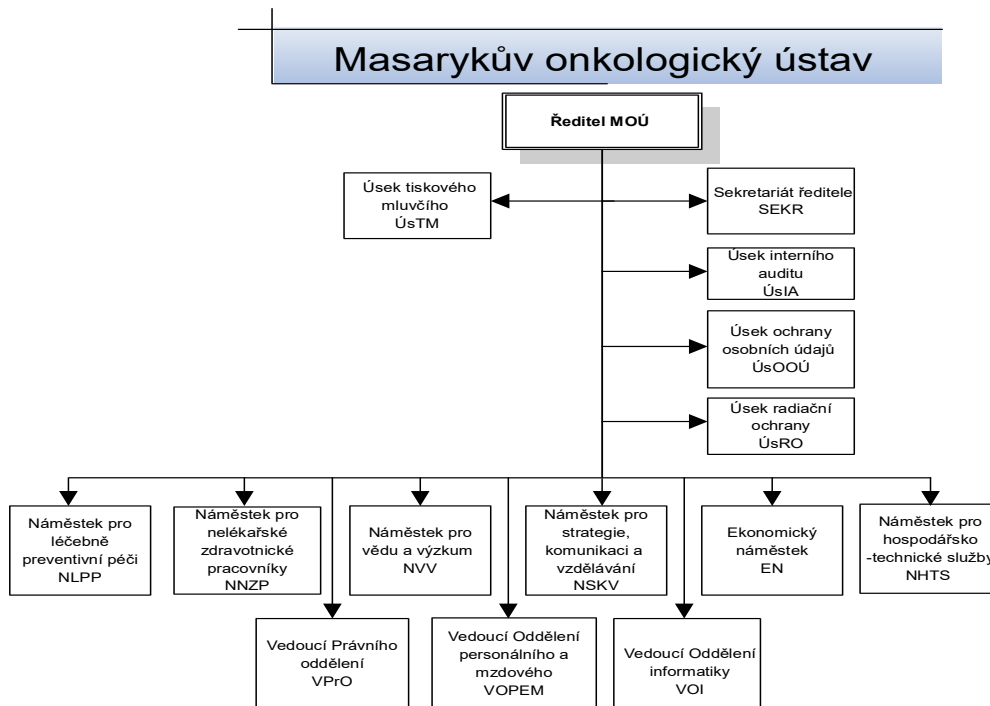 Masarykův onkologický ústav
Ředitel MOÚ
Úsek tiskového
mluvčího
ÚsTM
Sekretariát ředitele
SEKR
Úsek interního
auditu
ÚsIA
Úsek ochrany
osobních údajů
ÚsOOÚ
Úsek radiační
ochrany
ÚsRO
Náměstek pro
léčebně
preventivní péči
NLPP
Náměstek pro
nelékařské
zdravotnické
pracovníky
NNZP
Náměstek pro
vědu a výzkum
NVV
Náměstek pro
strategie,
komunikaci a
vzdělávání
NSKV
Ekonomický
náměstek
EN
Náměstek pro
hospodářsko
-technické služby
NHTS
Vedoucí Právního
oddělení
VPrO
Vedoucí Oddělení
personálního a
mzdového
VOPEM
Vedoucí Oddělení
informatiky
VOI